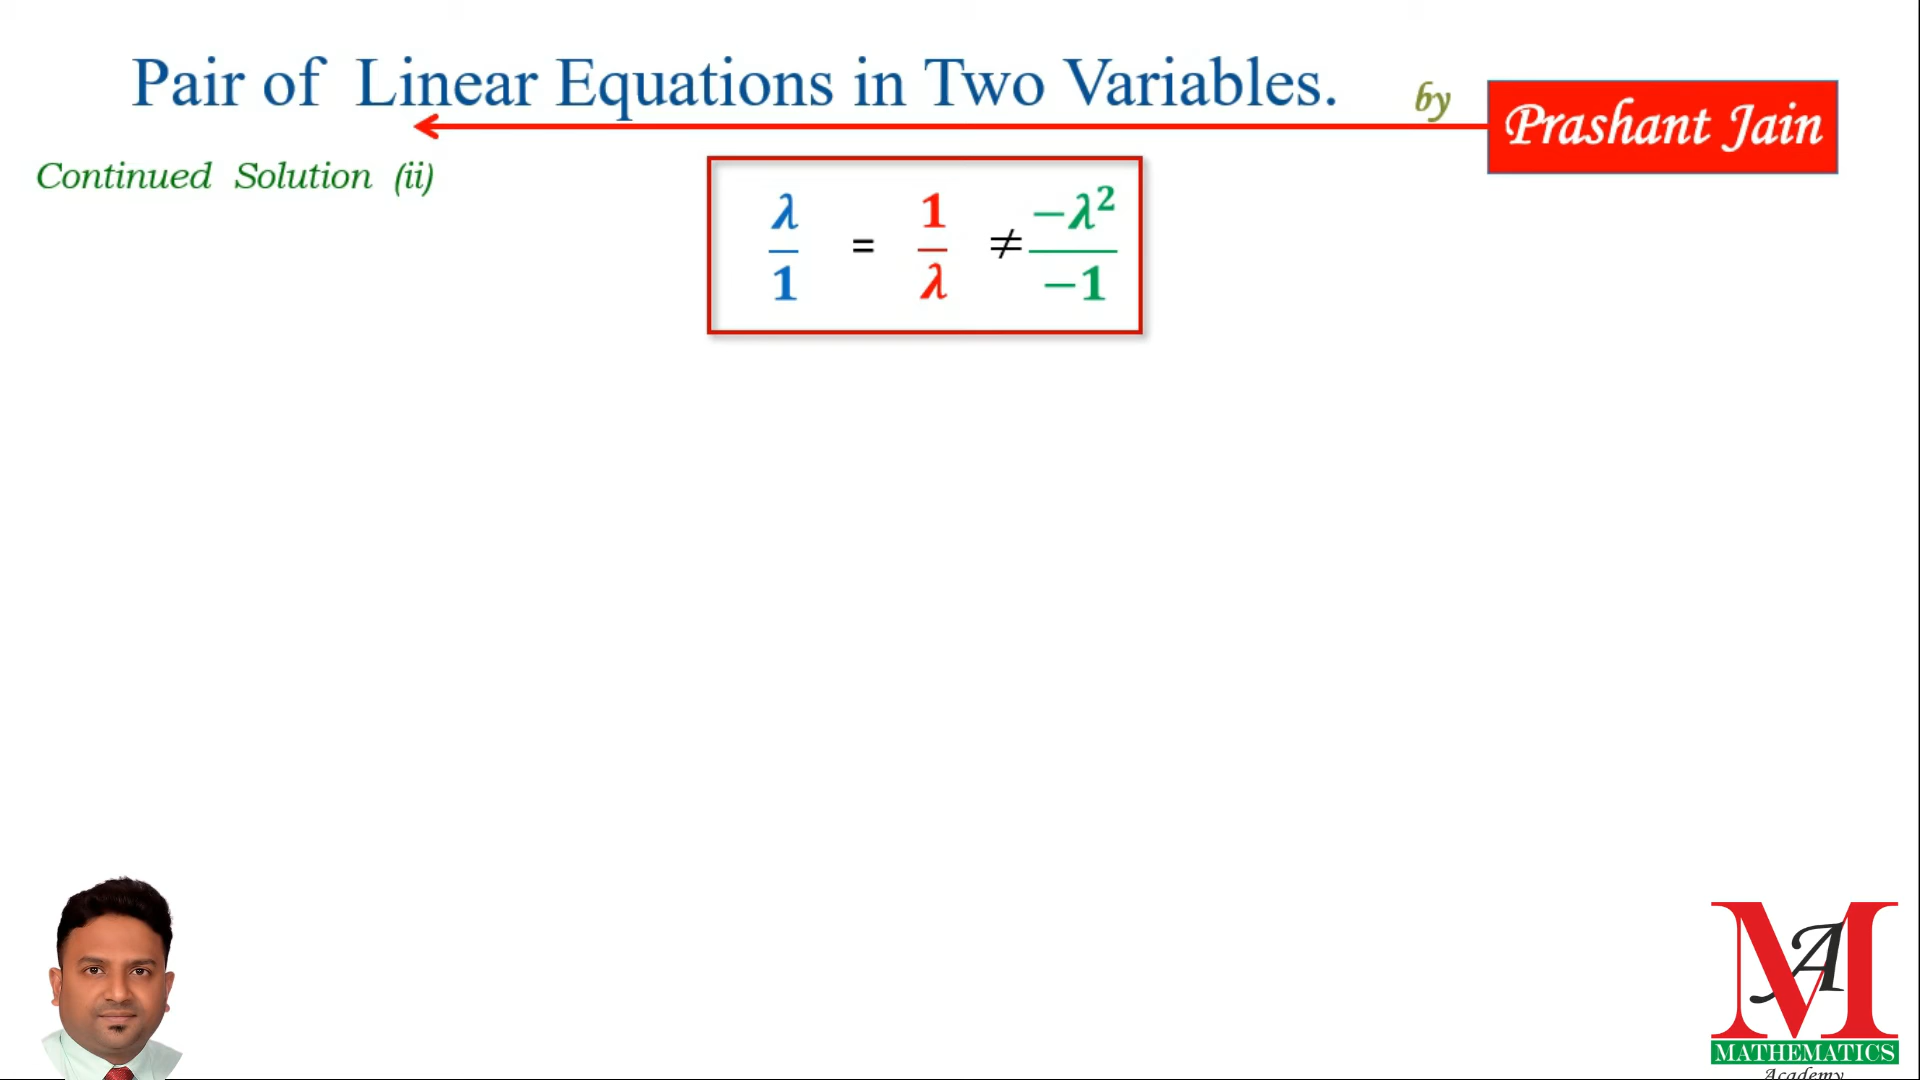 Pair of Linear Equations in Two Variables.
by
Prashant Jain
Continued Solution (ii)
λ/1 = 1/λ ≠ −λ²/−1
MA
MATHEMATICS
Academy